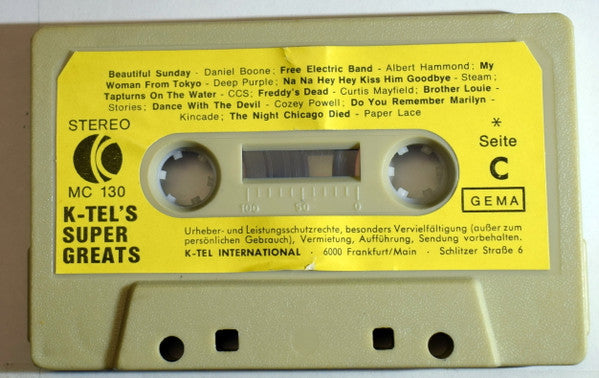 Beautiful Sunday - Daniel Boone; Free Electric Band - Albert Hammond; My
Woman From Tokyo - Deep Purple; Na Na Hey Hey Kiss Him Goodbye - Steam;
Tapturns On The Water - CCS; Freddy's Dead - Curtis Mayfield; Brother Louie -
Stories; Dance With The Devil - Cozey Powell; Do You Remember Marilyn -
Kincade; The Night Chicago Died - Paper Lace
STEREO
K
MC 130
K-TEL'S
SUPER
GREATS
*
Seite
C
GEMA
100 50 0
Urheber- und Leistungsschutzrechte, besonders Vervielfältigung (außer zum
persönlichen Gebrauch), Vermietung, Aufführung, Sendung vorbehalten.
K-TEL INTERNATIONAL · 6000 Frankfurt/Main · Schlitzer Straße 6